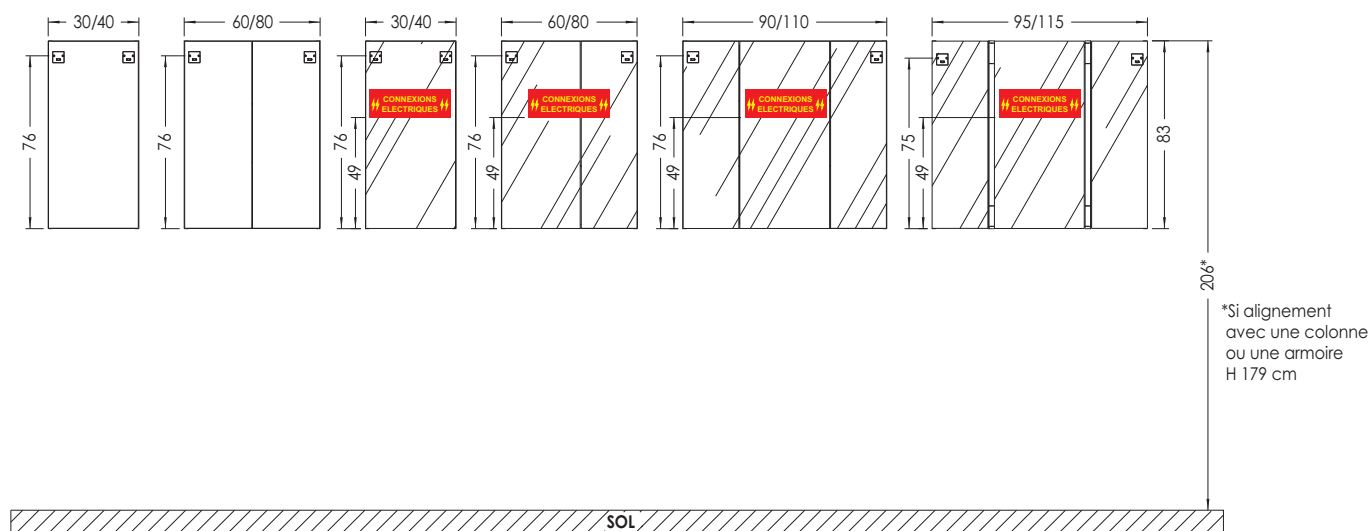 30/40
60/80
30/40
60/80
90/110
95/115
76
76
76
49
CONNEXIONS
ELECTRIQUES
76
49
CONNEXIONS
ELECTRIQUES
76
49
CONNEXIONS
ELECTRIQUES
75
49
CONNEXIONS
ELECTRIQUES
83
206*
*Si alignement
avec une colonne
ou une armoire
H 179 cm
SOL